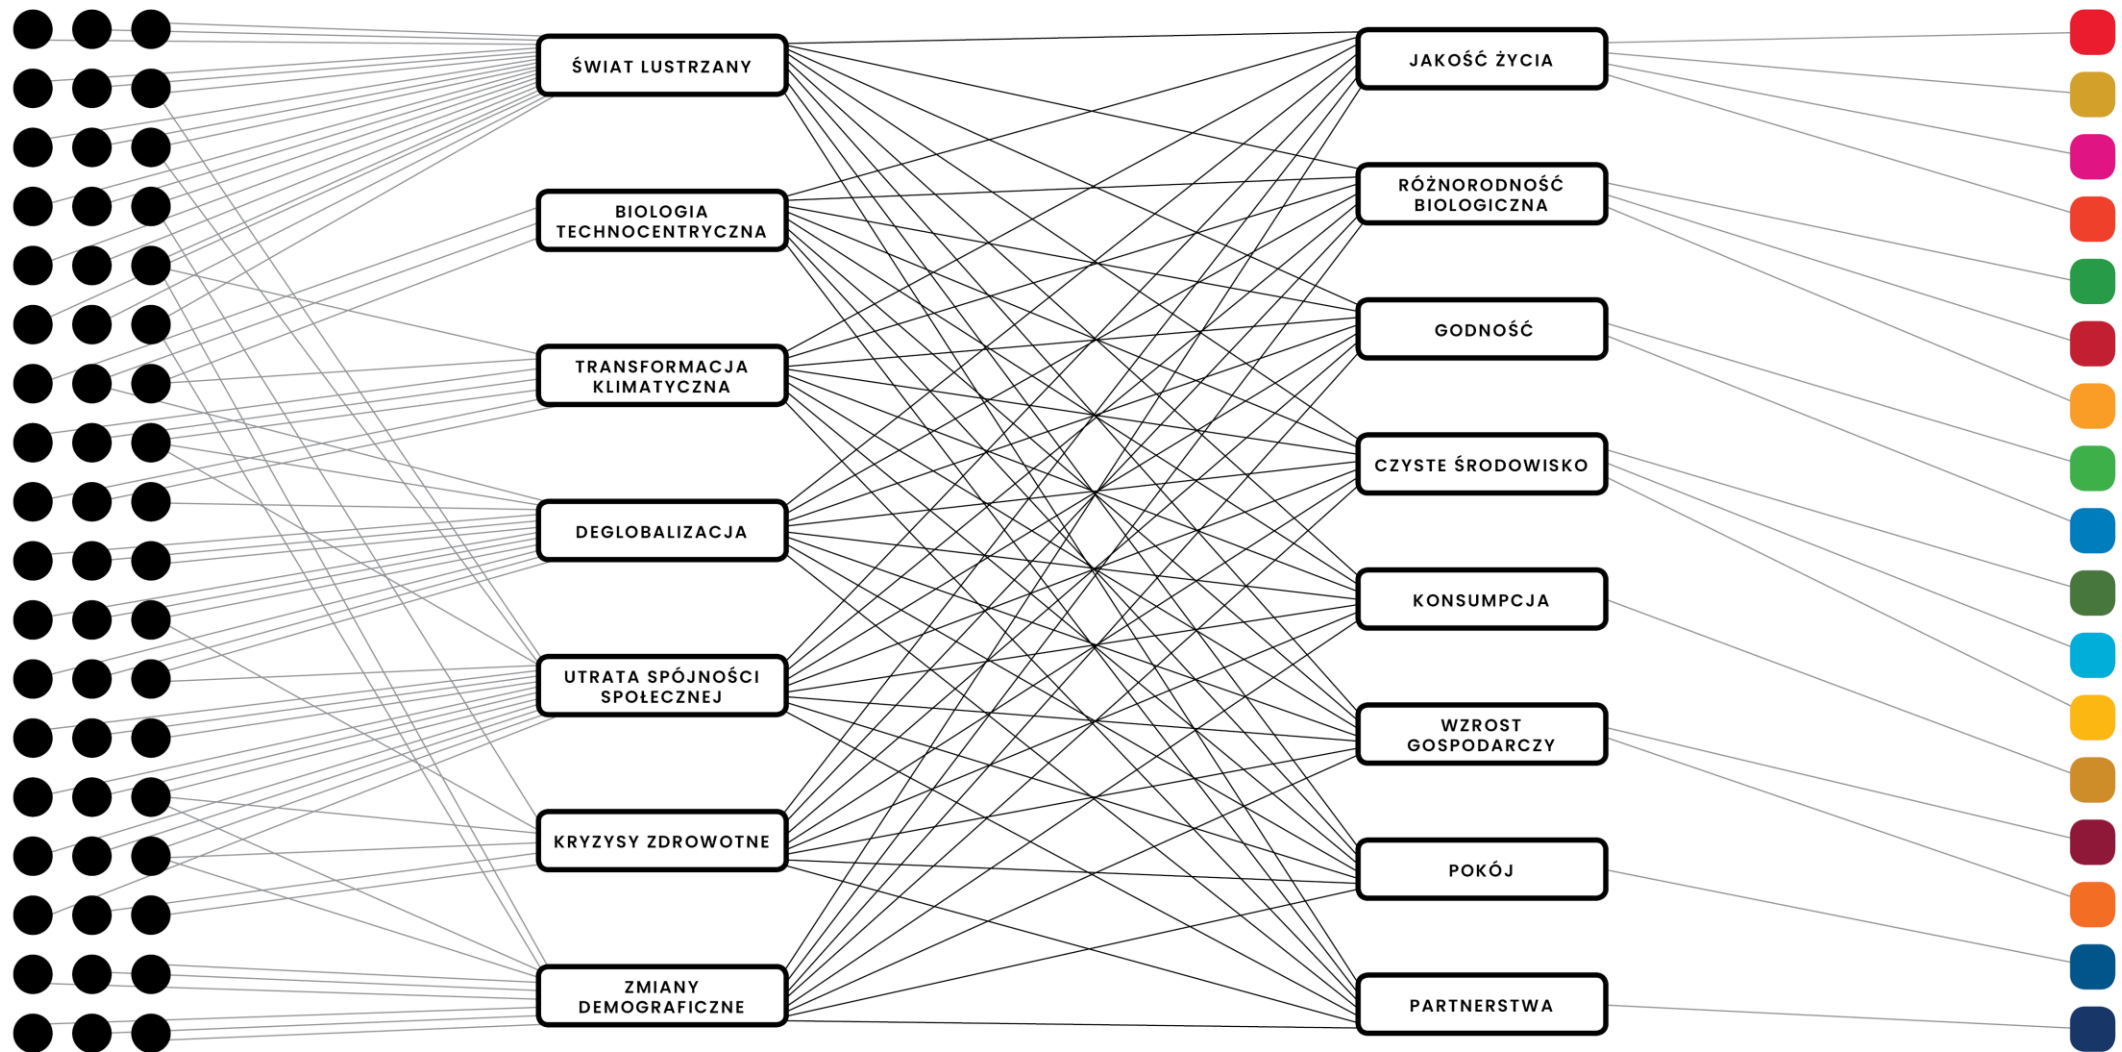 ŚWIAT LUSTRZANY
BIOLOGIA
TECHNOCENTRYCZNA
TRANSFORMACJA
KLIMATYCZNA
DEGLOBALIZACJA
UTRATA SPÓJNOŚCI
SPOŁECZNEJ
KRYZYSY ZDROWOTNE
ZMIANY
DEMOGRAFICZNE
JAKOŚĆ ŻYCIA
RÓŻNORODNOŚĆ
BIOLOGICZNA
GODNOŚĆ
CZYSTE ŚRODOWISKO
KONSUMPCJA
WZROST
GOSPODARCZY
POKÓJ
PARTNERSTWA